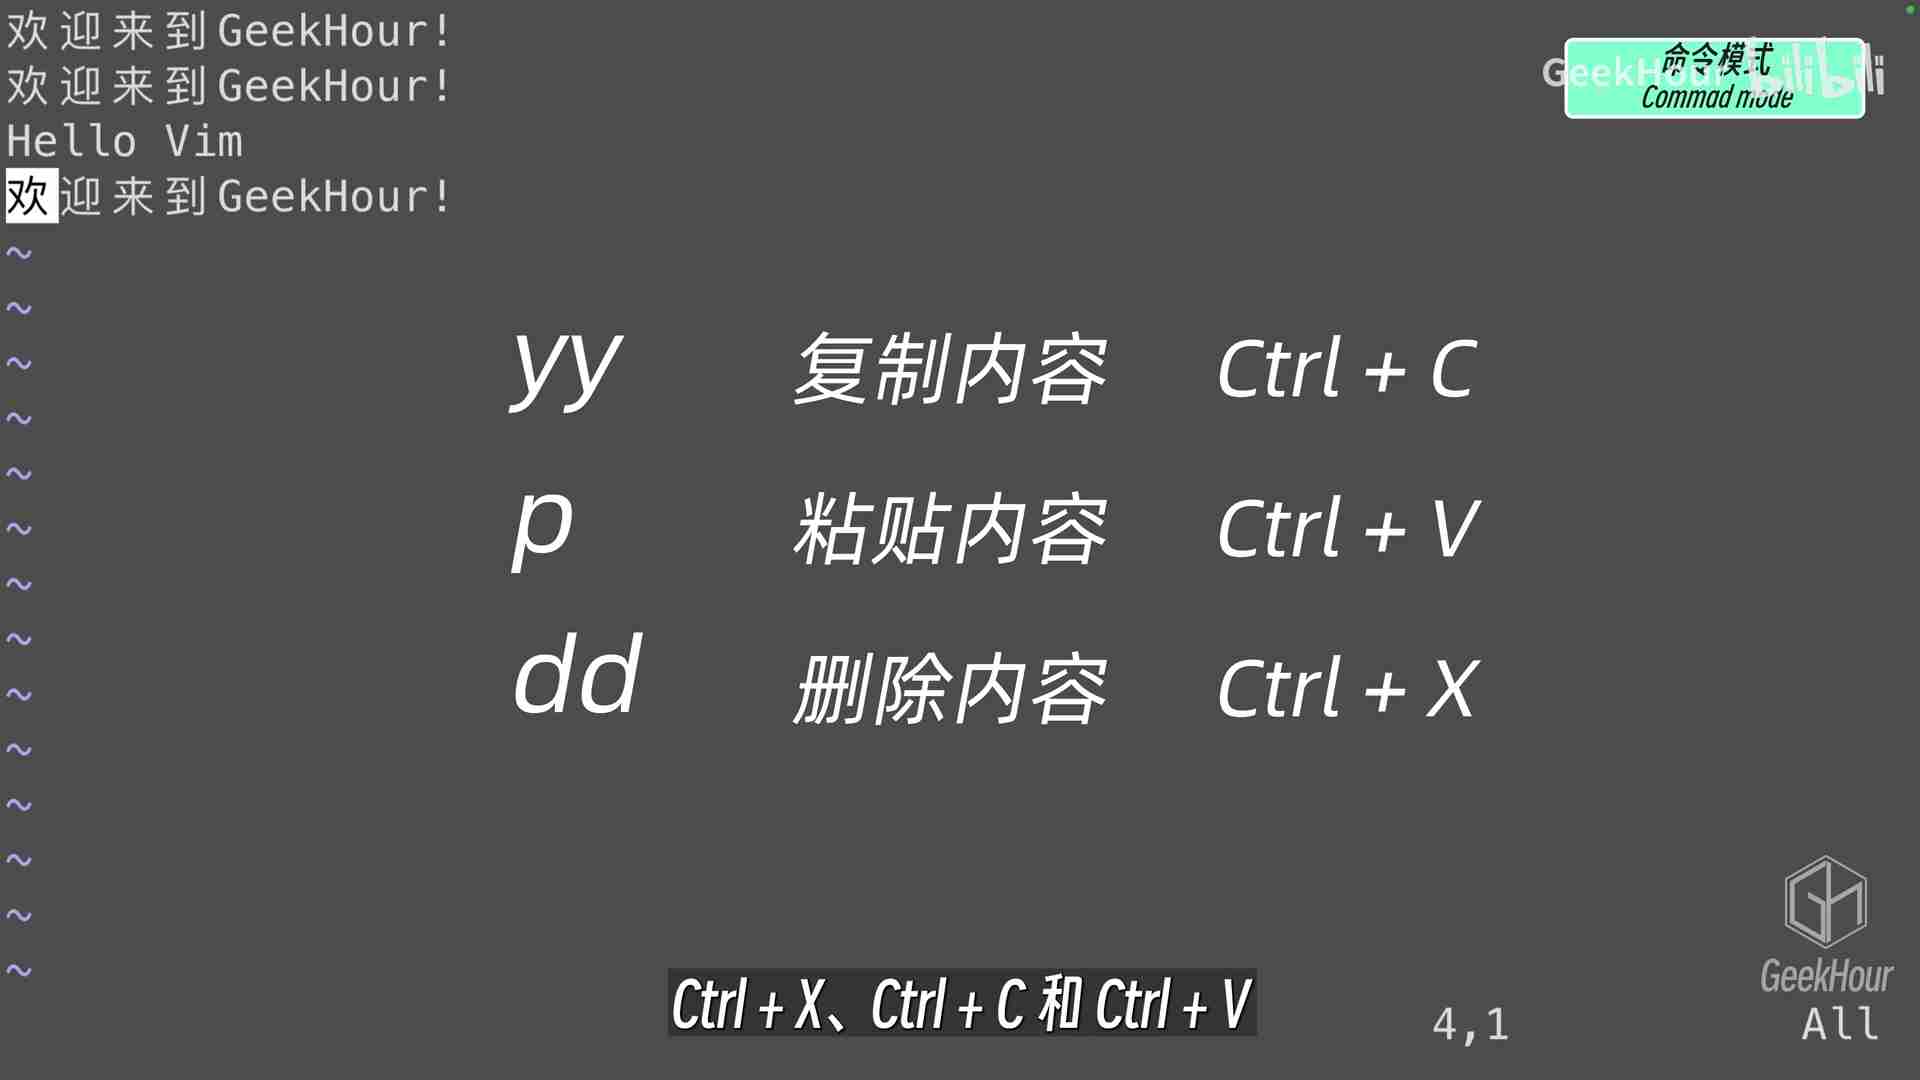 欢迎来到GeekHour!
欢迎来到GeekHour!
Hello Vim
欢迎来到GeekHour!
~
~
~
~
~
~
~
~
~
~
~
~
~
~
命令模式
Commad mode
GeekHour bilibili
yy 复制内容 Ctrl + C
p 粘贴内容 Ctrl + V
dd 删除内容 Ctrl + X
GeekHour
Ctrl + X、Ctrl + C 和 Ctrl + V
4,1 All